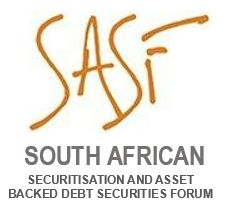 SASF
SOUTH AFRICAN
SECURITISATION AND ASSET
BACKED DEBT SECURITIES FORUM